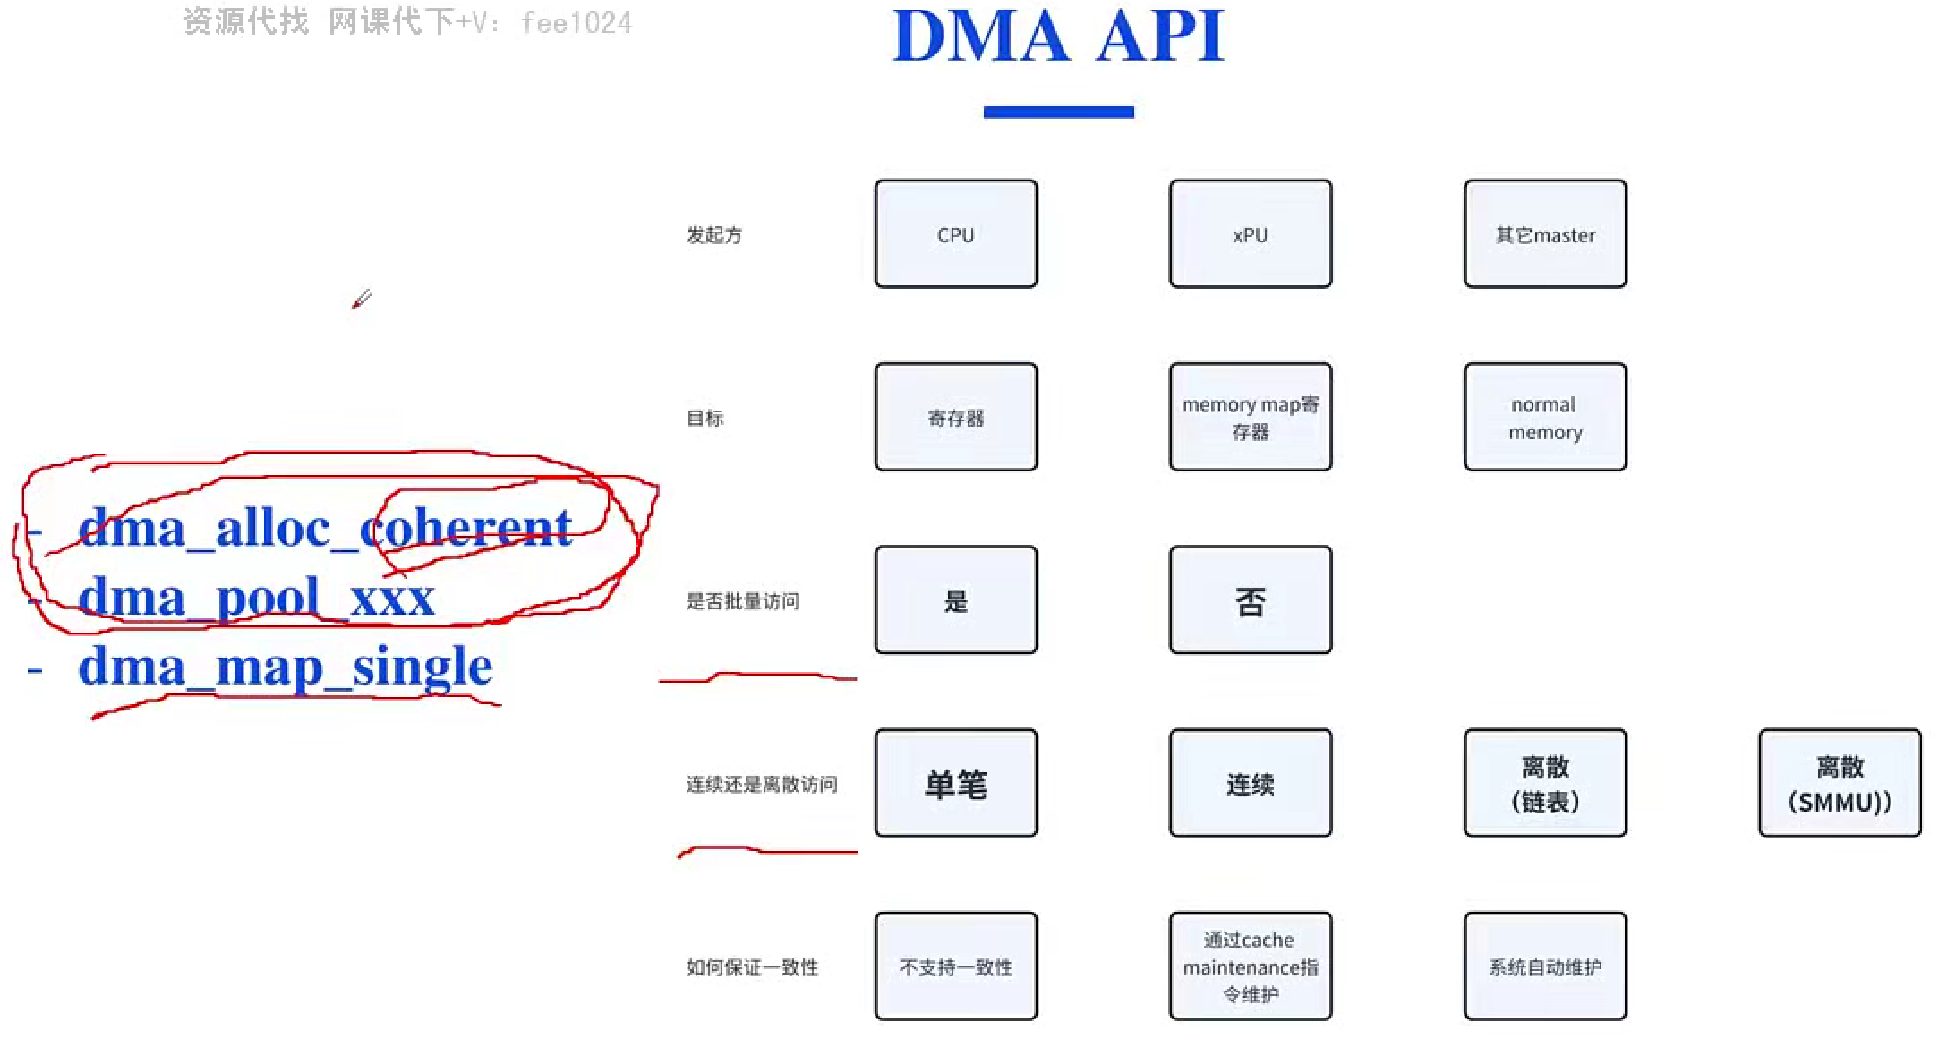 资源代找 网课代下+V：fee1024
DMA API
- dma_alloc_coherent
- dma_pool_xxx
- dma_map_single
发起方
CPU
xPU
其它master
目标
寄存器
memory map寄
存器
normal
memory
是否批量访问
是
否
连续还是离散访问
单笔
连续
离散
（链表）
离散
（SMMU)）
如何保证一致性
不支持一致性
通过cache
maintenance指
令维护
系统自动维护